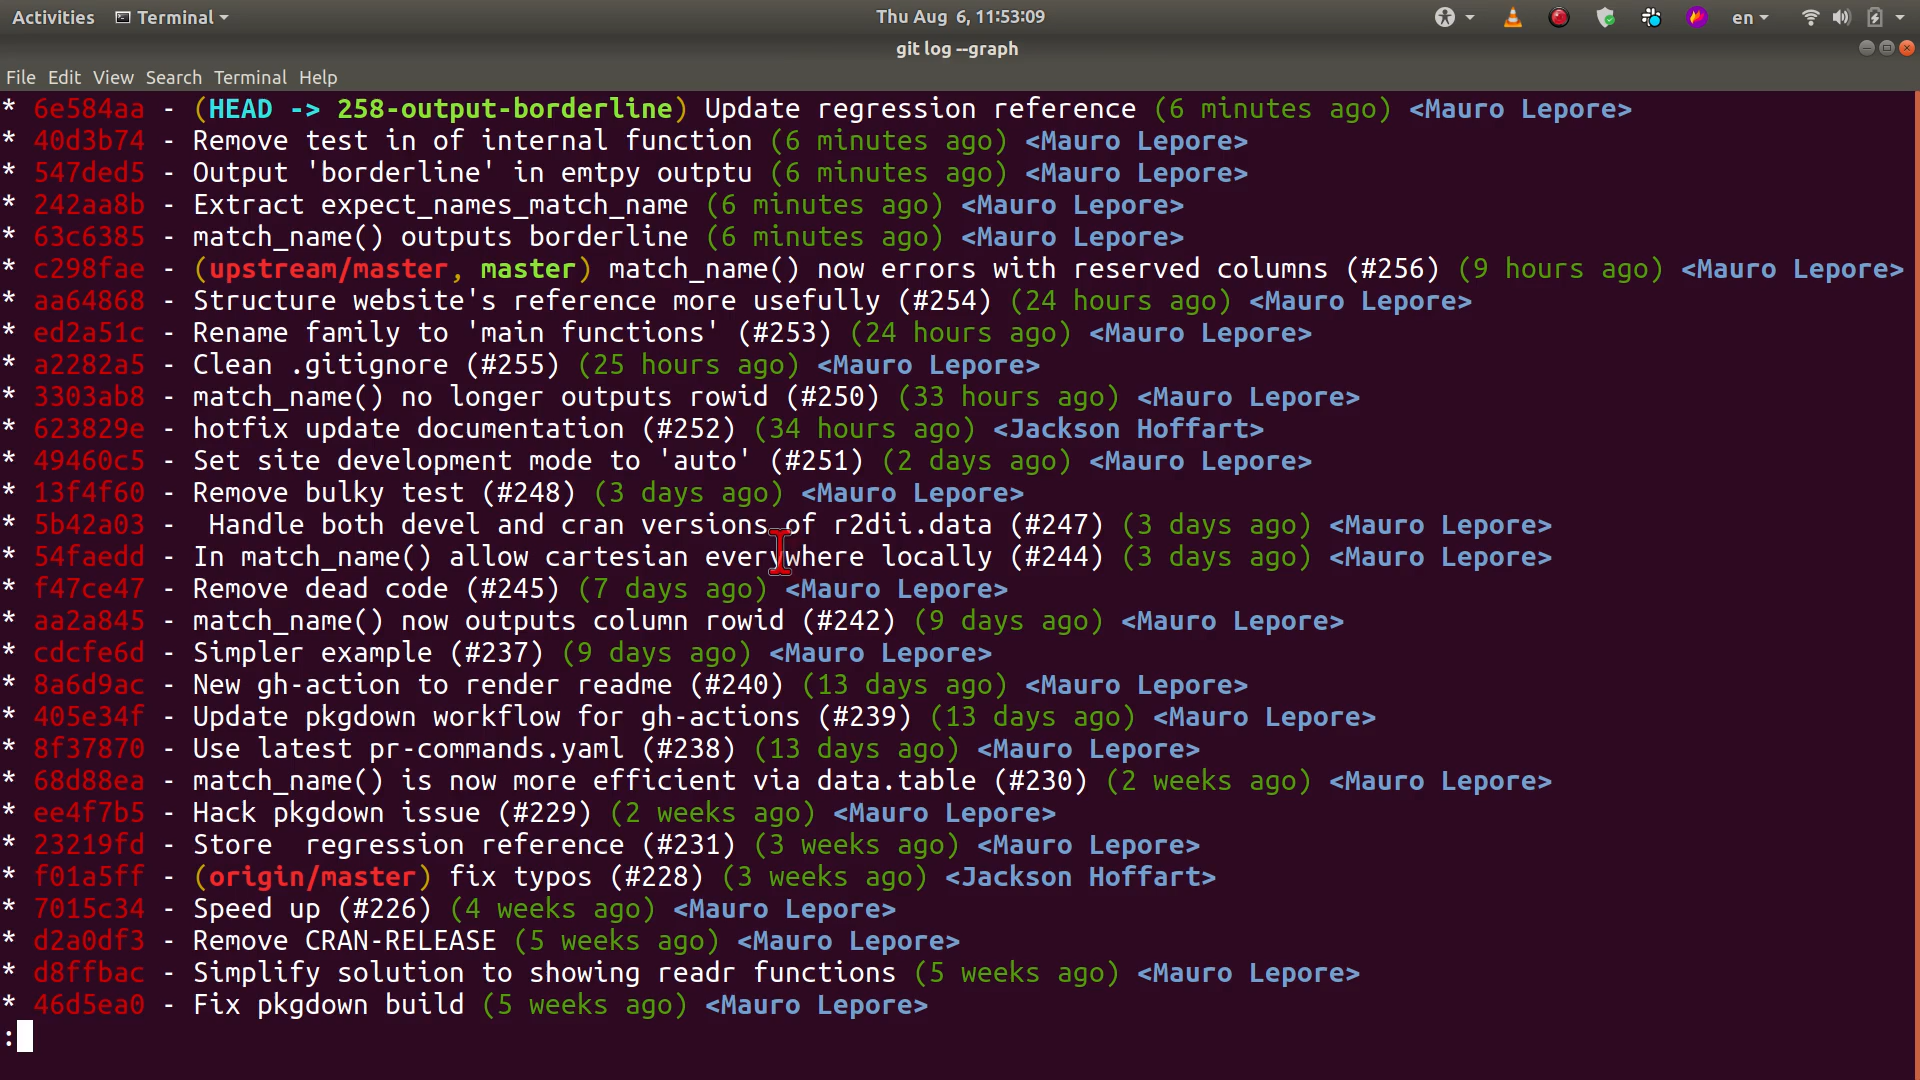 Activities Terminal Thu Aug 6, 11:53:09 en
git log --graph
File Edit View Search Terminal Help
* 6e584aa - (HEAD -> 258-output-borderline) Update regression reference (6 minutes ago) <Mauro Lepore>
* 40d3b74 - Remove test in of internal function (6 minutes ago) <Mauro Lepore>
* 547ded5 - Output 'borderline' in emtpy outptu (6 minutes ago) <Mauro Lepore>
* 242aa8b - Extract expect_names_match_name (6 minutes ago) <Mauro Lepore>
* 63c6385 - match_name() outputs borderline (6 minutes ago) <Mauro Lepore>
* c298fae - (upstream/master, master) match_name() now errors with reserved columns (#256) (9 hours ago) <Mauro Lepore>
* aa64868 - Structure website's reference more usefully (#254) (24 hours ago) <Mauro Lepore>
* ed2a51c - Rename family to 'main functions' (#253) (24 hours ago) <Mauro Lepore>
* a2282a5 - Clean .gitignore (#255) (25 hours ago) <Mauro Lepore>
* 3303ab8 - match_name() no longer outputs rowid (#250) (33 hours ago) <Mauro Lepore>
* 623829e - hotfix update documentation (#252) (34 hours ago) <Jackson Hoffart>
* 49460c5 - Set site development mode to 'auto' (#251) (2 days ago) <Mauro Lepore>
* 13f4f60 - Remove bulky test (#248) (3 days ago) <Mauro Lepore>
* 5b42a03 -  Handle both devel and cran versions of r2dii.data (#247) (3 days ago) <Mauro Lepore>
* 54faedd - In match_name() allow cartesian everywhere locally (#244) (3 days ago) <Mauro Lepore>
* f47ce47 - Remove dead code (#245) (7 days ago) <Mauro Lepore>
* aa2a845 - match_name() now outputs column rowid (#242) (9 days ago) <Mauro Lepore>
* cdcfe6d - Simpler example (#237) (9 days ago) <Mauro Lepore>
* 8a6d9ac - New gh-action to render readme (#240) (13 days ago) <Mauro Lepore>
* 405e34f - Update pkgdown workflow for gh-actions (#239) (13 days ago) <Mauro Lepore>
* 8f37870 - Use latest pr-commands.yaml (#238) (13 days ago) <Mauro Lepore>
* 68d88ea - match_name() is now more efficient via data.table (#230) (2 weeks ago) <Mauro Lepore>
* ee4f7b5 - Hack pkgdown issue (#229) (2 weeks ago) <Mauro Lepore>
* 23219fd - Store  regression reference (#231) (3 weeks ago) <Mauro Lepore>
* f01a5ff - (origin/master) fix typos (#228) (3 weeks ago) <Jackson Hoffart>
* 7015c34 - Speed up (#226) (4 weeks ago) <Mauro Lepore>
* d2a0df3 - Remove CRAN-RELEASE (5 weeks ago) <Mauro Lepore>
* d8ffbac - Simplify solution to showing readr functions (5 weeks ago) <Mauro Lepore>
* 46d5ea0 - Fix pkgdown build (5 weeks ago) <Mauro Lepore>
: